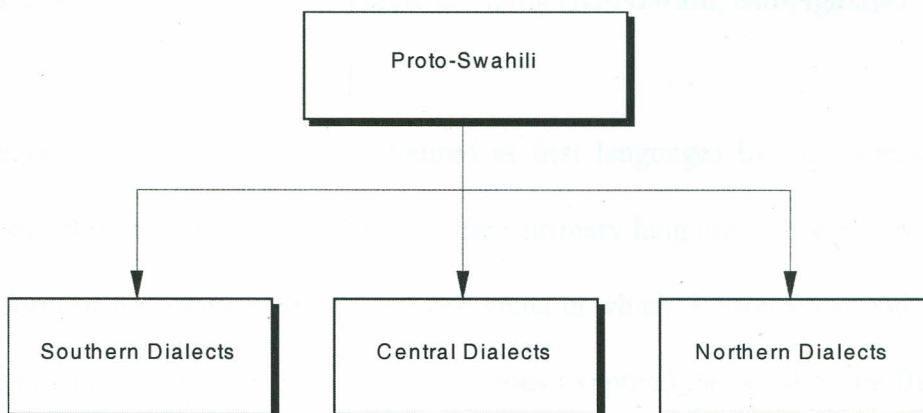 Proto-Swahili
Southern Dialects
Central Dialects
Northern Dialects